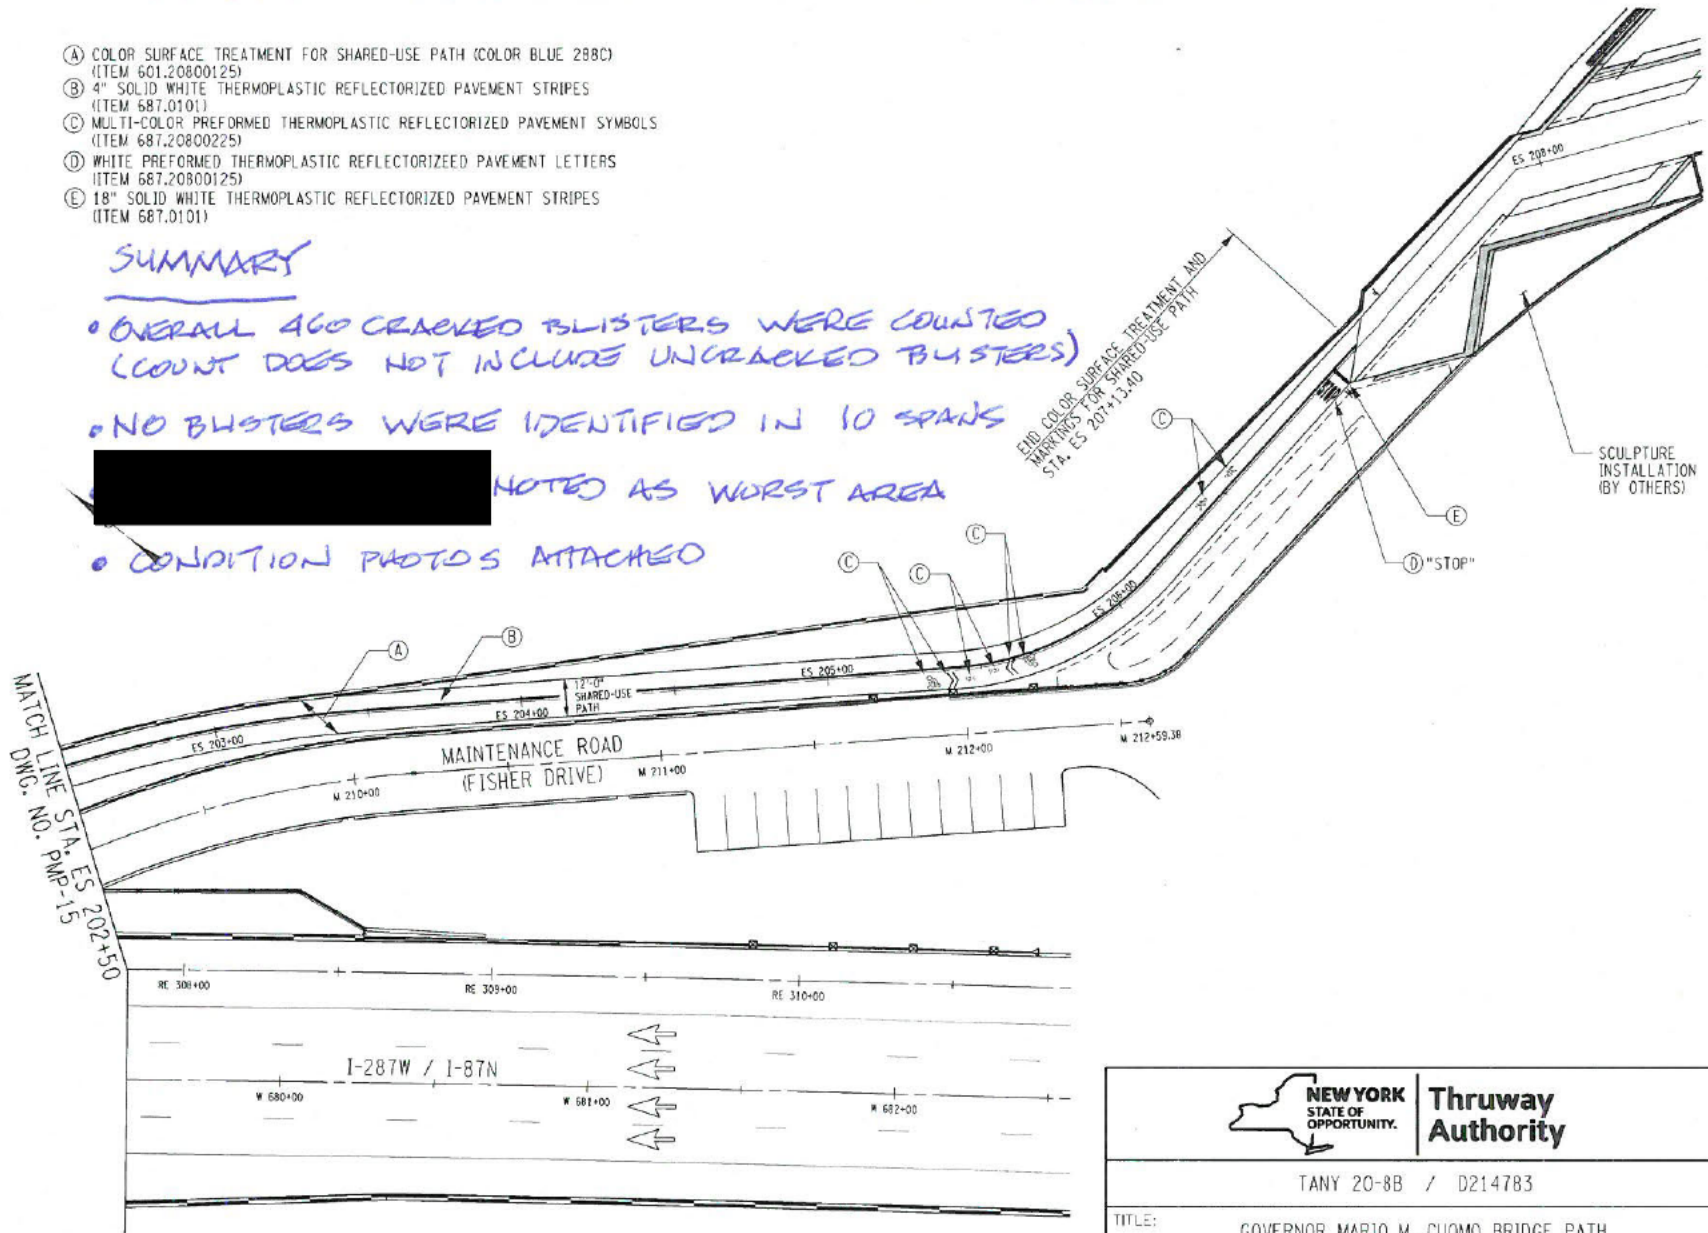 (A) COLOR SURFACE TREATMENT FOR SHARED-USE PATH (COLOR BLUE 288C)
(ITEM 601.20800125)
(B) 4" SOLID WHITE THERMOPLASTIC REFLECTORIZED PAVEMENT STRIPES
(ITEM 687.0101)
(C) MULTI-COLOR PREFORMED THERMOPLASTIC REFLECTORIZED PAVEMENT SYMBOLS
(ITEM 687.20800225)
(D) WHITE PREFORMED THERMOPLASTIC REFLECTORIZEED PAVEMENT LETTERS
(ITEM 687.20800125)
(E) 18" SOLID WHITE THERMOPLASTIC REFLECTORIZED PAVEMENT STRIPES
(ITEM 687.0101)
SUMMARY
• OVERALL 460 CRACKED BLISTERS WERE COUNTED
(COUNT DOES NOT INCLUDE UNCRACKED BLISTERS)
• NO BLISTERS WERE IDENTIFIED IN 10 SPANS
NOTED AS WORST AREA
• CONDITION PHOTOS ATTACHED
ES 208+00
END COLOR SURFACE TREATMENT AND
MARKINGS FOR SHARED-USE PATH
STA. ES 207+13.40
C
SCULPTURE
INSTALLATION
(BY OTHERS)
E
D "STOP"
C
C
C
ES 206+00
A
B
ES 205+00
12'-0"
SHARED-USE
PATH
ES 204+00
ES 203+00
MATCH LINE STA. ES 202+50
DWG. NO. PMP-15
MAINTENANCE ROAD
(FISHER DRIVE)
M 210+00
M 211+00
M 212+00
M 212+59.38
RE 308+00
RE 309+00
RE 310+00
I-287W / I-87N
W 680+00
W 681+00
W 682+00
NEW YORK
STATE OF
OPPORTUNITY.
Thruway
Authority
TANY 20-8B / D214783
TITLE:
GOVERNOR MARIO M. CUOMO BRIDGE PATH